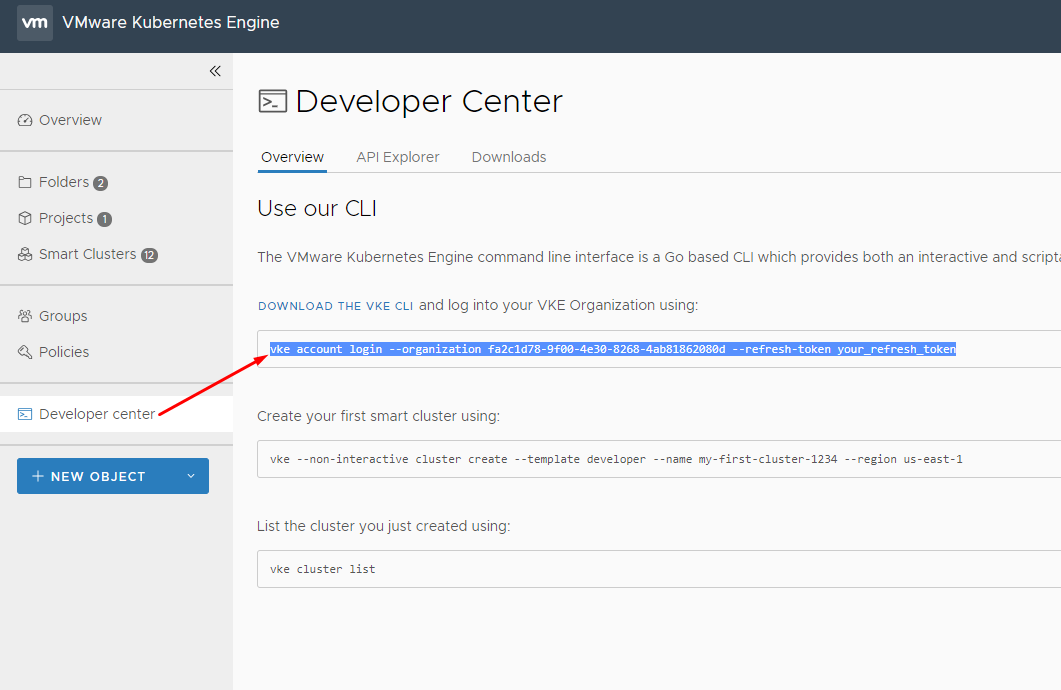 vm VMware Kubernetes Engine
Overview
Folders 2
Projects 1
Smart Clusters 12
Groups
Policies
Developer center
NEW OBJECT
Developer Center
Overview API Explorer Downloads
Use our CLI
The VMware Kubernetes Engine command line interface is a Go based CLI which provides both an interactive and scripta
DOWNLOAD THE VKE CLI and log into your VKE Organization using:
vke account login --organization fa2c1d78-9f00-4e30-8268-4ab81862080d --refresh-token your_refresh_token
Create your first smart cluster using:
vke --non-interactive cluster create --template developer --name my-first-cluster-1234 --region us-east-1
List the cluster you just created using:
vke cluster list